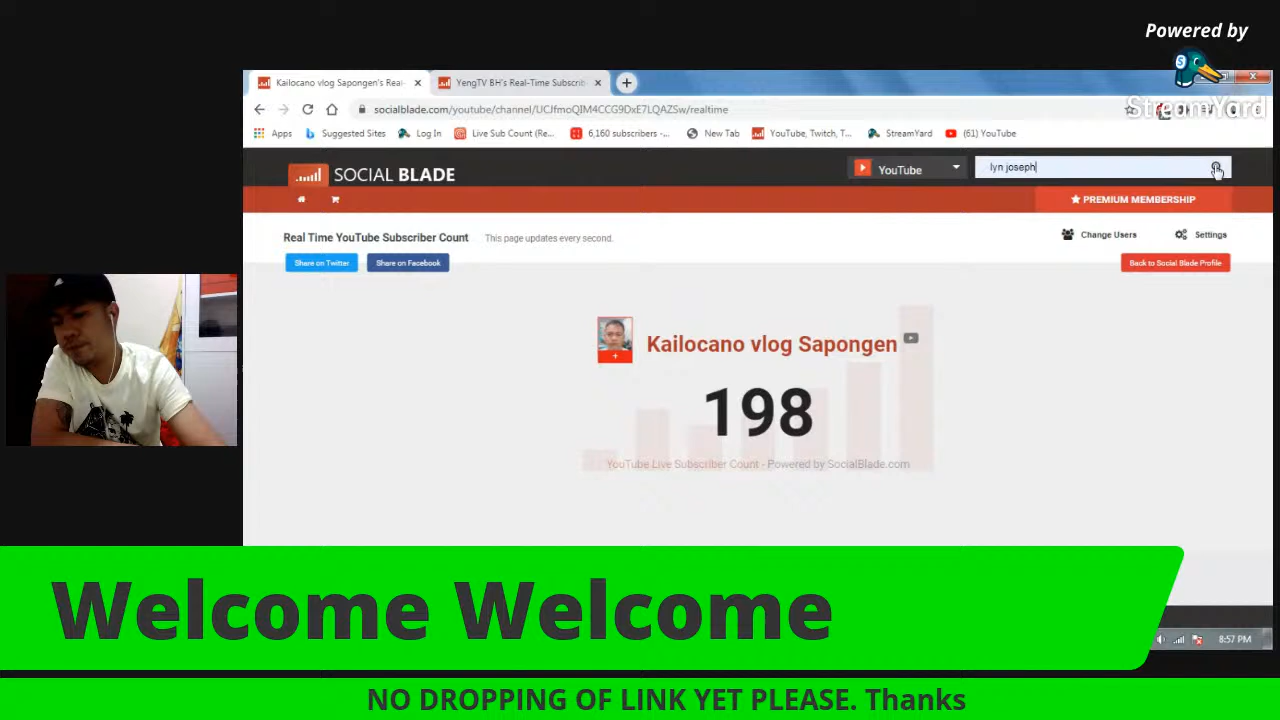 Powered by
StreamYard
Kailocano vlog Sapongen's Real-
YengTV BH's Real-Time Subscrib
socialblade.com/youtube/channel/UCJfmoQIM4CCG9DxE7LQAZSw/realtime
Apps Suggested Sites Log In Live Sub Count (Re... 6,160 subscribers -... New Tab YouTube, Twitch, T... StreamYard (61) YouTube
SOCIAL BLADE
YouTube
lyn joseph
PREMIUM MEMBERSHIP
Real Time YouTube Subscriber Count This page updates every second.
Change Users Settings
Share on Twitter Share on Facebook
Back to Social Blade Profile
Kailocano vlog Sapongen
198
YouTube Live Subscriber Count - Powered by SocialBlade.com
8:57 PM
Welcome Welcome
NO DROPPING OF LINK YET PLEASE. Thanks